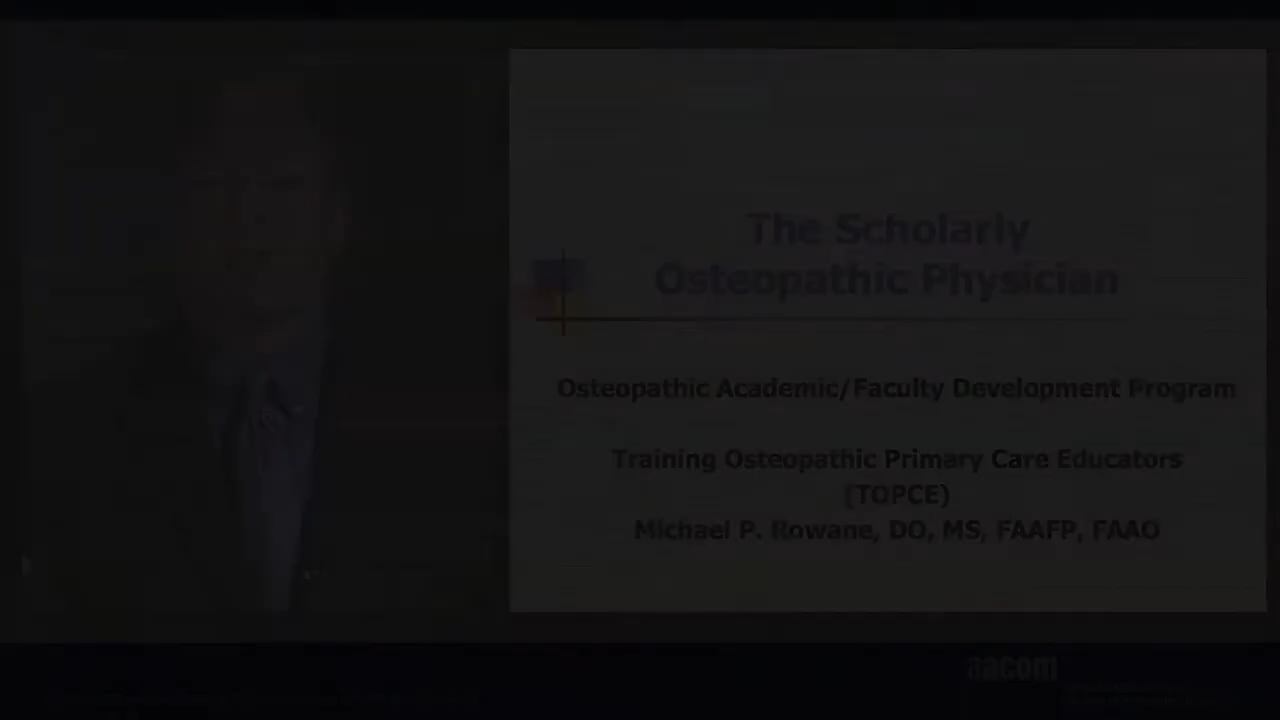 The Scholarly
Osteopathic Physician
Osteopathic Academic/Faculty Development Program
Training Osteopathic Primary Care Educators
(TOPCE)
Michael P. Rowane, DO, MS, FAAFP, FAAO
aacom